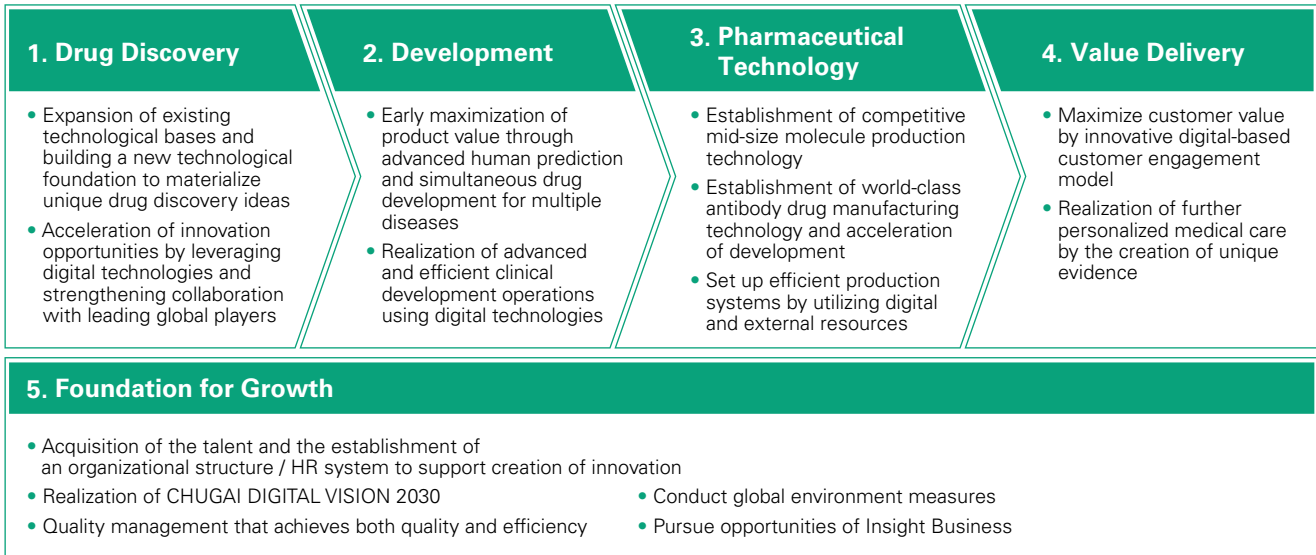 1. Drug Discovery
• Expansion of existing
technological bases and
building a new technological
foundation to materialize
unique drug discovery ideas
• Acceleration of innovation
opportunities by leveraging
digital technologies and
strengthening collaboration
with leading global players
2. Development
• Early maximization of
product value through
advanced human prediction
and simultaneous drug
development for multiple
diseases
• Realization of advanced
and efficient clinical
development operations
using digital technologies
3. Pharmaceutical
Technology
• Establishment of competitive
mid-size molecule production
technology
• Establishment of world-class
antibody drug manufacturing
technology and acceleration
of development
• Set up efficient production
systems by utilizing digital
and external resources
4. Value Delivery
• Maximize customer value
by innovative digital-based
customer engagement
model
• Realization of further
personalized medical care
by the creation of unique
evidence
5. Foundation for Growth
• Acquisition of the talent and the establishment of
an organizational structure / HR system to support creation of innovation
• Realization of CHUGAI DIGITAL VISION 2030
• Quality management that achieves both quality and efficiency
• Conduct global environment measures
• Pursue opportunities of Insight Business